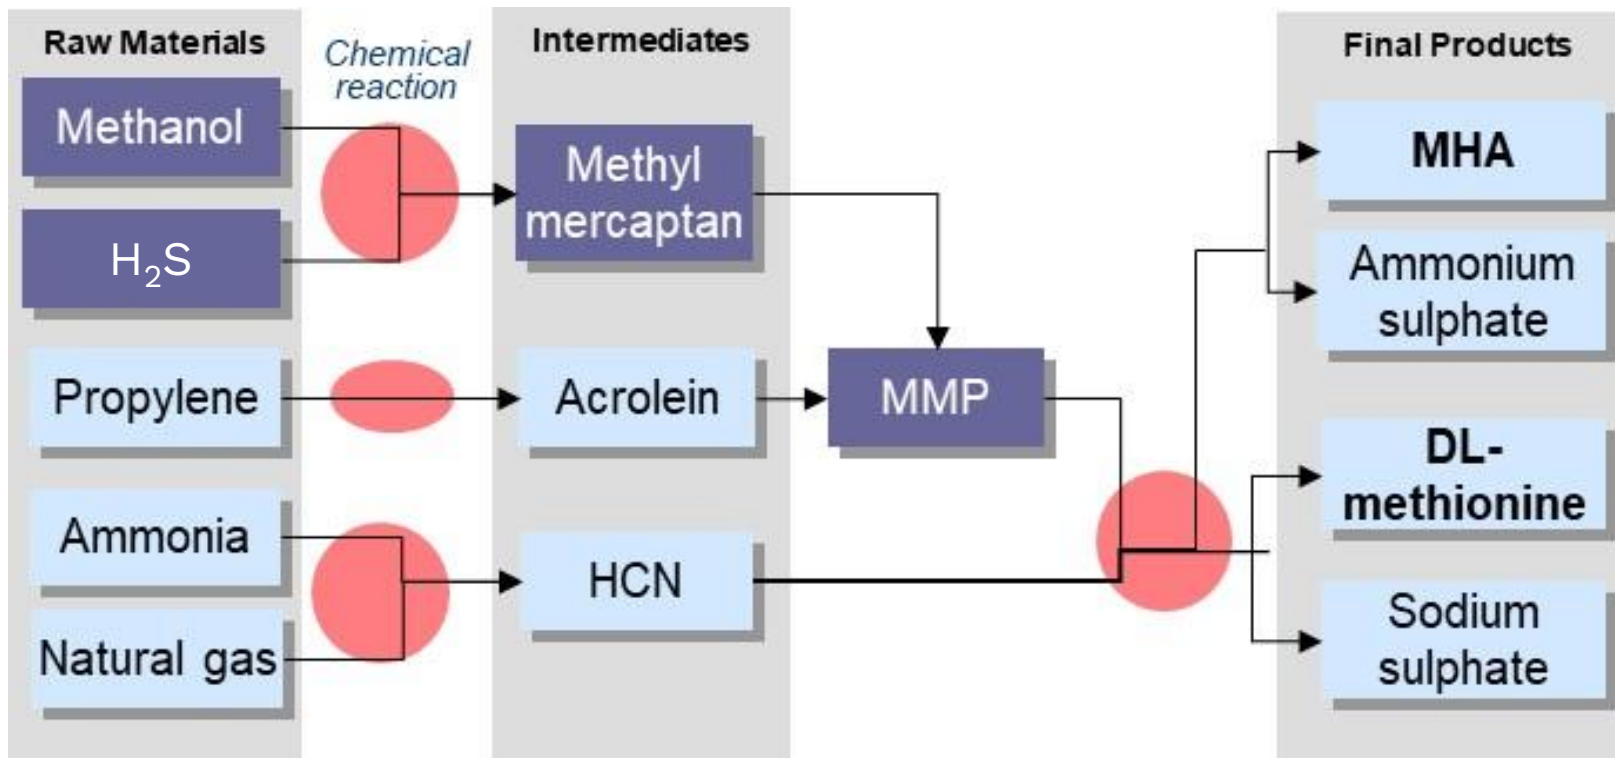 Raw Materials
Chemical
reaction
Intermediates
Final Products
Methanol
H₂S
Methyl
mercaptan
MHA
Ammonium
sulphate
Propylene
Acrolein
MMP
DL-
methionine
Ammonia
HCN
Natural gas
Sodium
sulphate